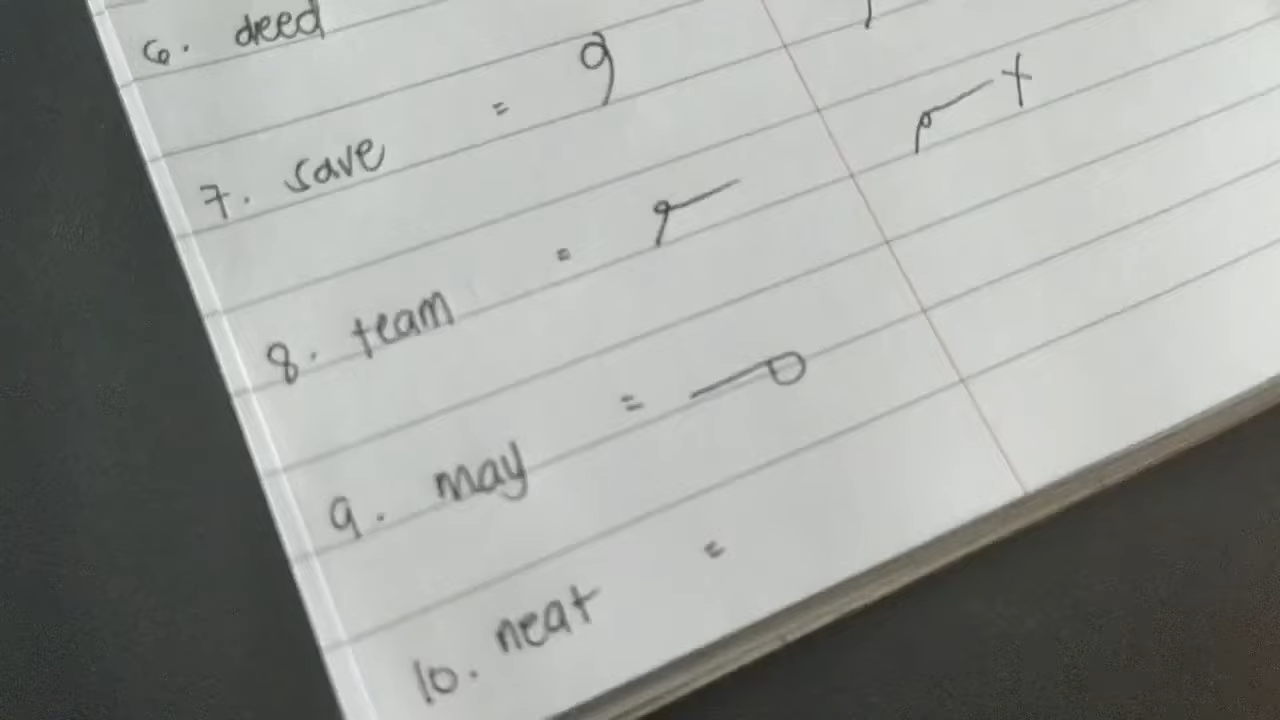 6. deed
7. save =
8. team =
9. may =
10. neat =